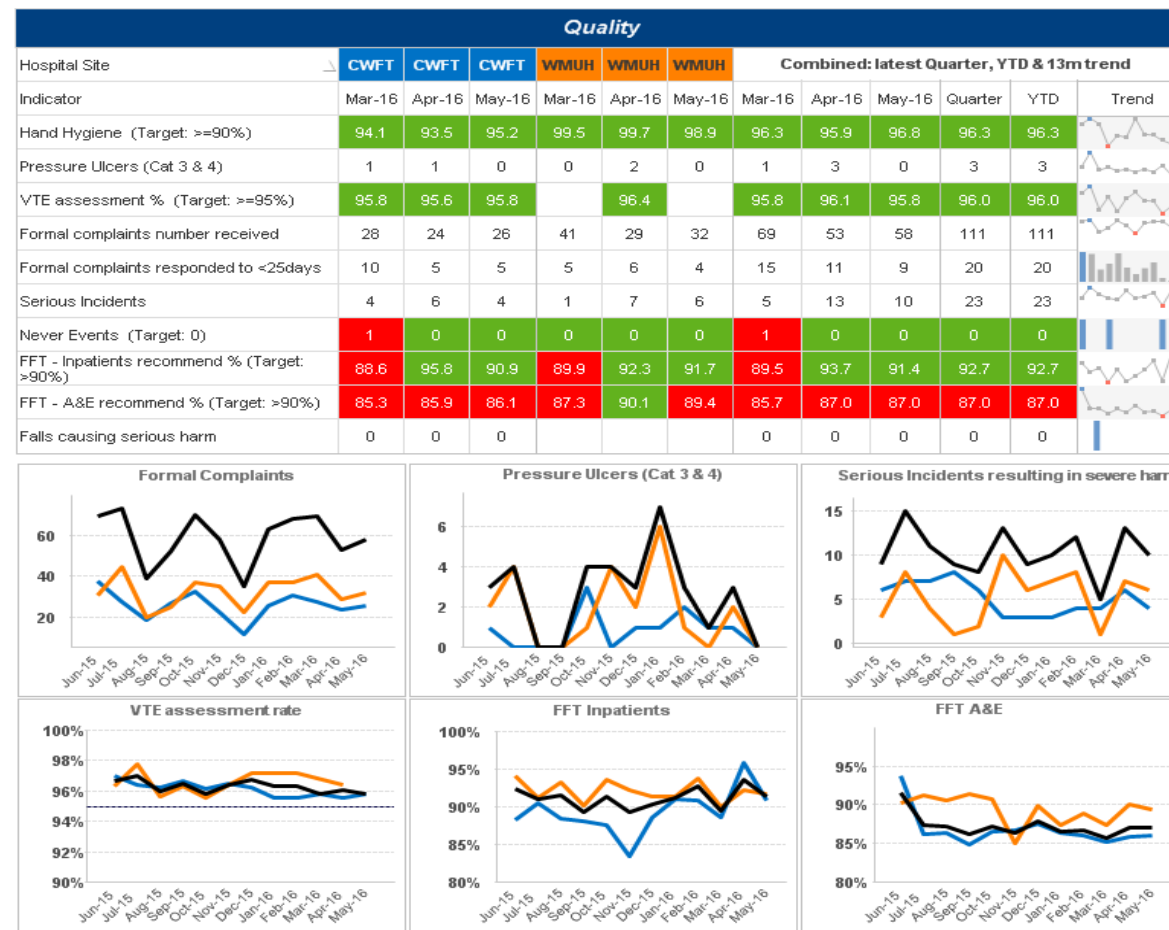 Quality
Hospital Site CWFT CWFT CWFT WMUH WMUH WMUH Combined: latest Quarter, YTD & 13m trend
Indicator Mar-16 Apr-16 May-16 Mar-16 Apr-16 May-16 Mar-16 Apr-16 May-16 Quarter YTD Trend
Hand Hygiene (Target: >=90%) 94.1 93.5 95.2 99.5 99.7 98.9 96.3 95.9 96.8 96.3 96.3
Pressure Ulcers (Cat 3 & 4) 1 1 0 0 2 0 1 3 0 3 3
VTE assessment % (Target: >=95%) 95.8 95.6 95.8 96.4 95.8 96.1 95.8 96.0 96.0
Formal complaints number received 28 24 26 41 29 32 69 53 58 111 111
Formal complaints responded to <25days 10 5 5 5 6 4 15 11 9 20 20
Serious Incidents 4 6 4 1 7 6 5 13 10 23 23
Never Events (Target: 0) 1 0 0 0 0 0 1 0 0 0 0
FFT - Inpatients recommend % (Target:
>90%) 88.6 95.8 90.9 89.9 92.3 91.7 89.5 93.7 91.4 92.7 92.7
FFT - A&E recommend % (Target: >90%) 85.3 85.9 86.1 87.3 90.1 89.4 85.7 87.0 87.0 87.0 87.0
Falls causing serious harm 0 0 0 0 0 0 0 0
Formal Complaints
60
40
20
Jun-15 Jul-15 Aug-15 Sep-15 Oct-15 Nov-15 Dec-15 Jan-16 Feb-16 Mar-16 Apr-16 May-16
Pressure Ulcers (Cat 3 & 4)
6
4
2
0
Jun-15 Jul-15 Aug-15 Sep-15 Oct-15 Nov-15 Dec-15 Jan-16 Feb-16 Mar-16 Apr-16 May-16
Serious Incidents resulting in severe harm
15
10
5
0
Jun-15 Jul-15 Aug-15 Sep-15 Oct-15 Nov-15 Dec-15 Jan-16 Feb-16 Mar-16 Apr-16 May-16
VTE assessment rate
100%
98%
96%
94%
92%
90%
Jun-15 Jul-15 Aug-15 Sep-15 Oct-15 Nov-15 Dec-15 Jan-16 Feb-16 Mar-16 Apr-16 May-16
FFT Inpatients
100%
95%
90%
85%
80%
Jun-15 Jul-15 Aug-15 Sep-15 Oct-15 Nov-15 Dec-15 Jan-16 Feb-16 Mar-16 Apr-16 May-16
FFT A&E
95%
90%
85%
80%
Jun-15 Jul-15 Aug-15 Sep-15 Oct-15 Nov-15 Dec-15 Jan-16 Feb-16 Mar-16 Apr-16 May-16